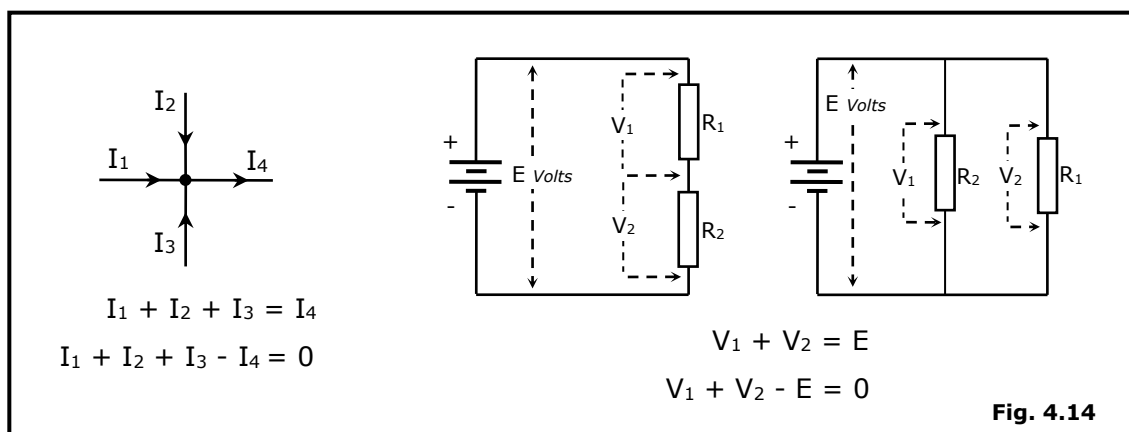 I₂
I₁
I₄
I₃
I₁ + I₂ + I₃ = I₄
I₁ + I₂ + I₃ - I₄ = 0
+
-
E Volts
V₁
R₁
V₂
R₂
+
-
E Volts
V₁
R₂
V₂
R₁
V₁ + V₂ = E
V₁ + V₂ - E = 0
Fig. 4.14